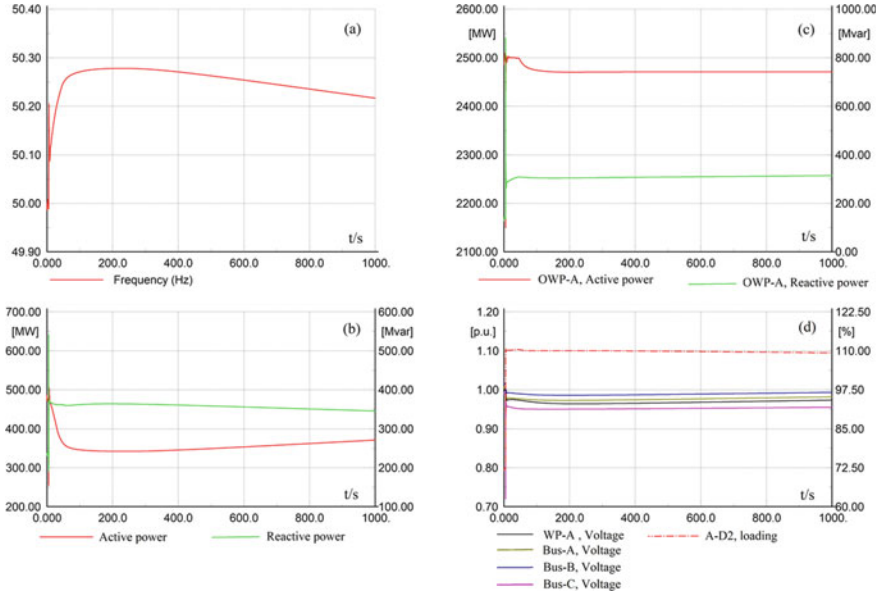 50.40
(a)
50.30
50.20
50.10
50.00
49.90
t/s
0.000 200.0 400.0 600.0 800.0 1000.
Frequency (Hz)
2600.00 1000.00
[MW] (c) [Mvar]
2500.00 800.00
2400.00 600.00
2300.00 400.00
2200.00 200.00
2100.00 t/s 0.00
0.000 200.0 400.0 600.0 800.0 1000.
OWP-A, Active power OWP-A, Reactive power
700.00 600.00
[MW] (b) [Mvar]
600.00 500.00
500.00 400.00
400.00 300.00
300.00 200.00
200.00 t/s 100.00
0.000 200.0 400.0 600.0 800.0 1000.
Active power Reactive power
1.20 122.50
[p.u.] (d) [%]
1.10 110.00
1.00 97.50
0.90 85.00
0.80 72.50
0.70 t/s 60.00
0.000 200.0 400.0 600.0 800.0 1000.
WP-A , Voltage A-D2, loading
Bus-A, Voltage
Bus-B, Voltage
Bus-C, Voltage